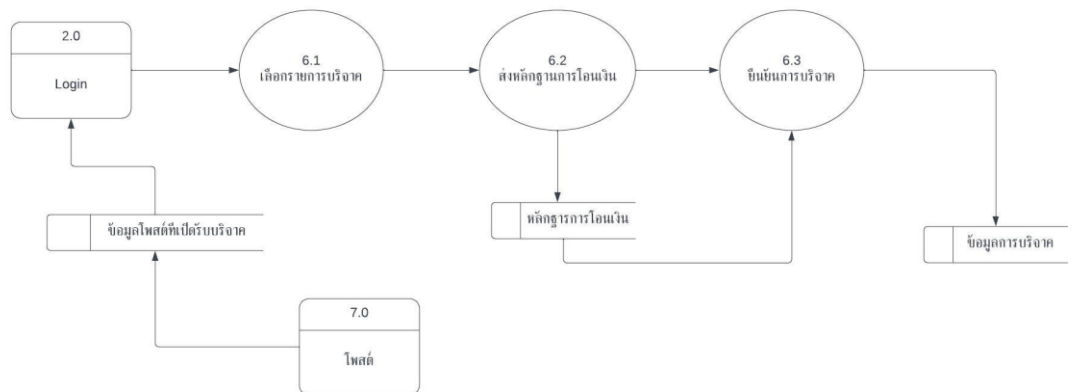 2.0
Login
6.1
เลือกรายการบริจาค
6.2
ส่งหลักฐานการโอนเงิน
6.3
ยืนยันการบริจาค
ข้อมูลโพสต์ที่เปิดรับบริจาค
หลักฐารการโอนเงิน
ข้อมูลการบริจาค
7.0
โพสต์